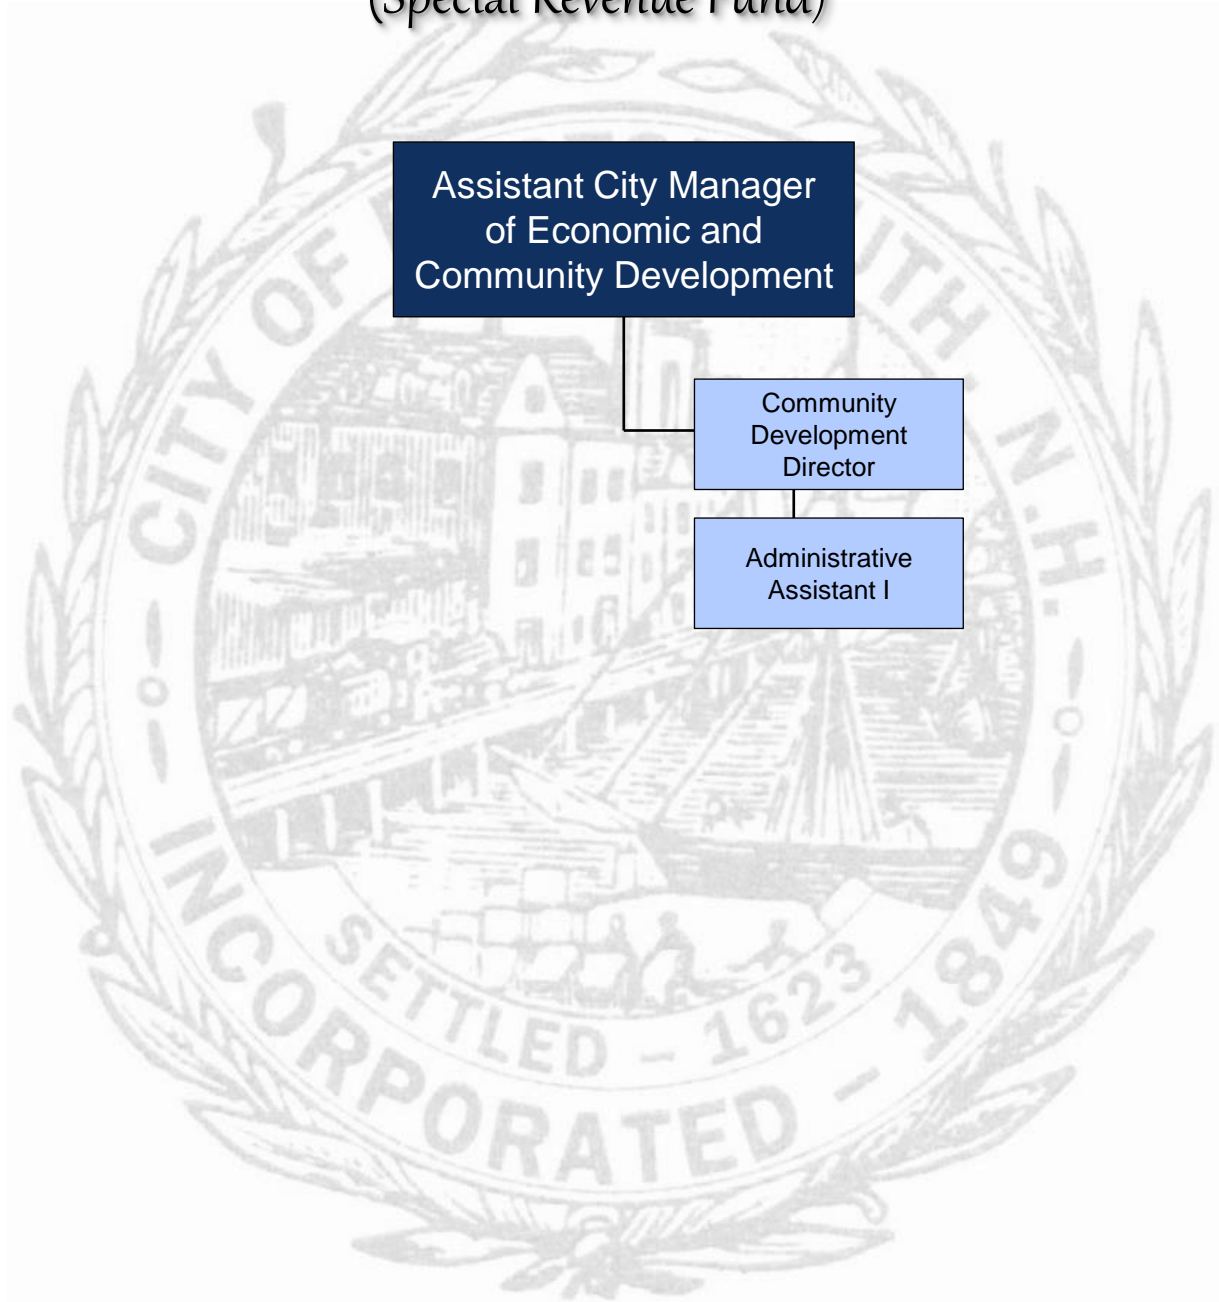 (Special Revenue Fund)
Assistant City Manager
of Economic and
Community Development
Community
Development
Director
Administrative
Assistant I
CITY OF
TH, N.H.
SETTLED - 1623
INCORPORATED - 1849